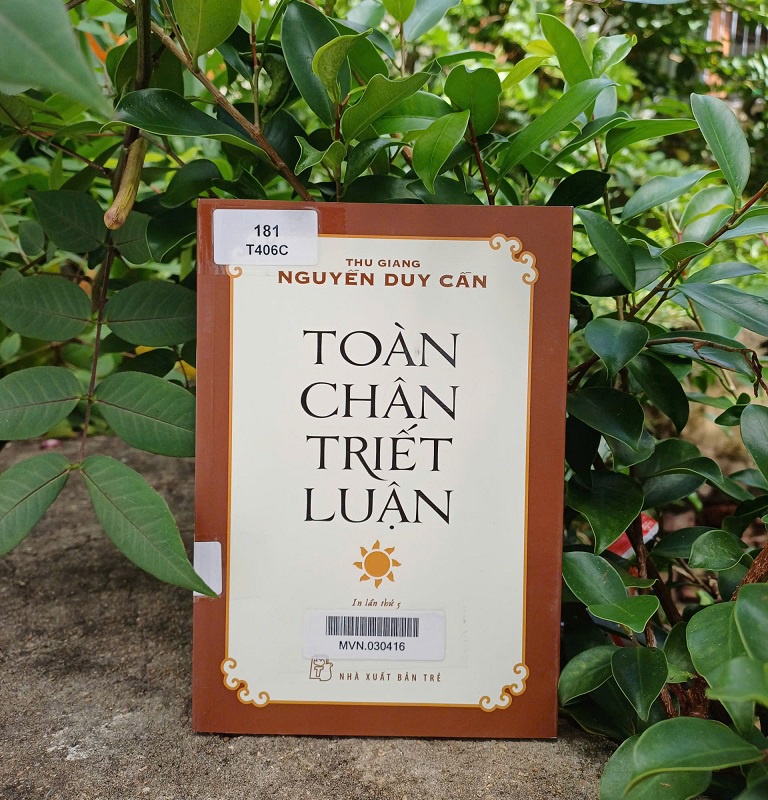 181
T406C
THU GIANG
NGUYỄN DUY CẦN
TOÀN
CHÂN
TRIẾT
LUẬN
In lần thứ 5
MVN.030416
NHÀ XUẤT BẢN TRẺ